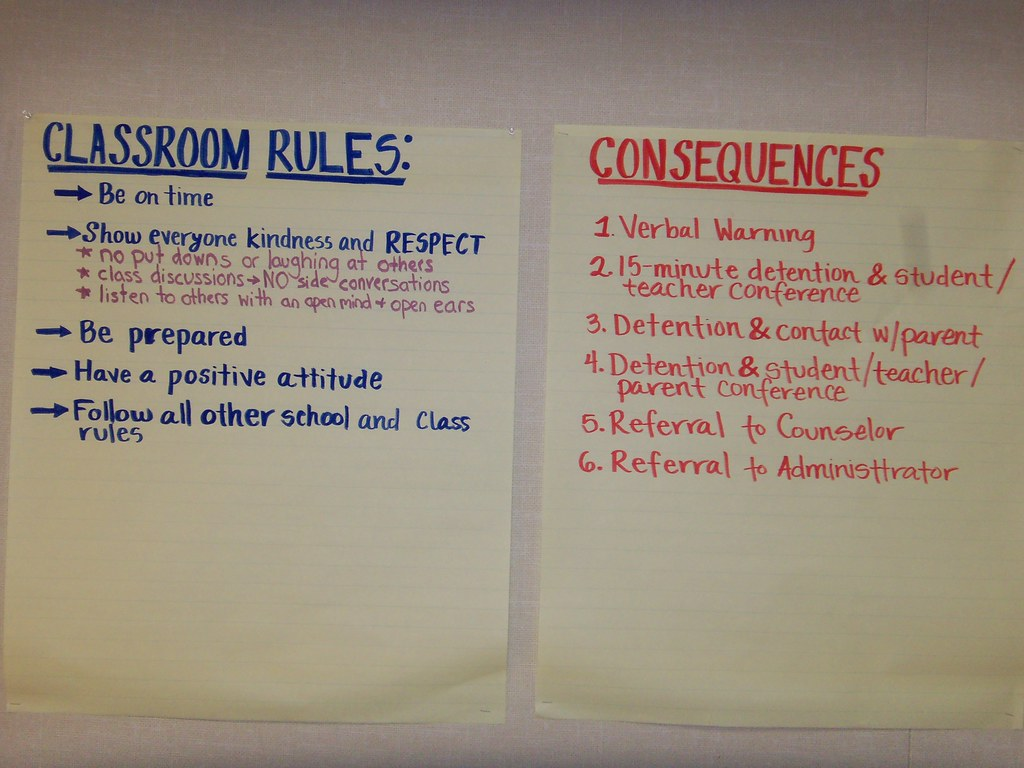 CLASSROOM RULES:
→ Be on time
→ Show everyone kindness and RESPECT
* no put downs or laughing at others
* class discussions → NO~side~conversations
* listen to others with an open mind + open ears
→ Be prepared
→ Have a positive attitude
→ Follow all other school and class
rules
CONSEQUENCES
1. Verbal Warning
2. 15-minute detention & student/
teacher conference
3. Detention & contact w/parent
4. Detention & student/teacher/
parent conference
5. Referral to Counselor
6. Referral to Administrator